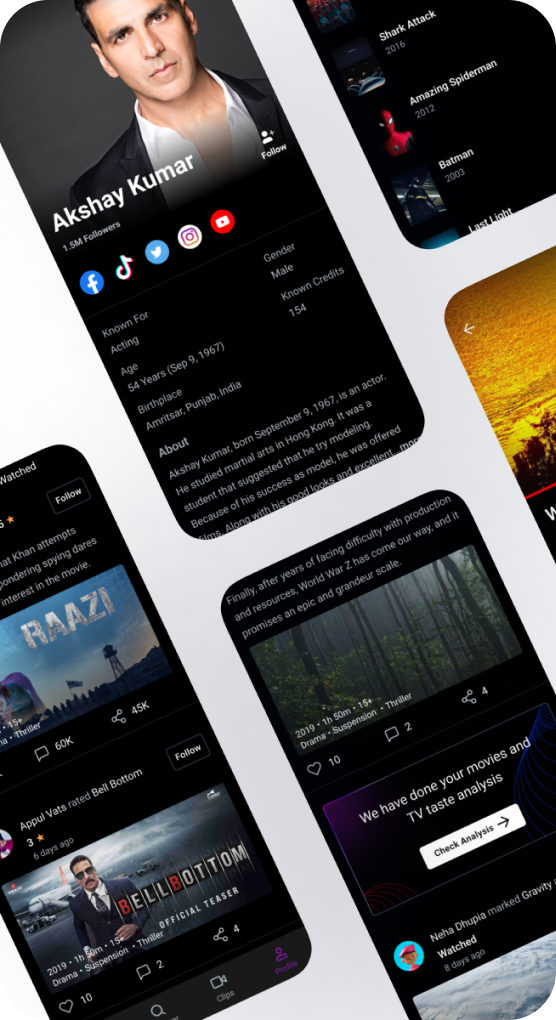 Akshay Kumar
1.5M Followers
Follow
Known For
Acting
Gender
Male
Age
54 Years (Sep 9, 1967)
Known Credits
154
Birthplace
Amritsar, Punjab, India
About
Akshay Kumar, born September 9, 1967, is an actor.
He studied martial arts in Hong Kong. It was a
student that suggested that he try modeling.
Because of his success as model, he was offered
films. Along with his good looks and excellent ...more
Shark Attack
2016
Amazing Spiderman
2012
Batman
2003
Last Light
W
Watched
Follow
hat Khan attempts
pondering spying dares
interest in the movie.
RAAZI
15+
Drama • Thriller
60K
45K
Appul Vats rated Bell Bottom
3
6 days ago
Follow
BELLBOTTOM
OFFICIAL TEASER
2019 • 1h 50m • 15+
Drama • Suspension • Thriller
10
2
4
Clips
Profile
Finally, after years of facing difficulty with production
and resources, World War Z has come our way, and it
promises an epic and grandeur scale.
2019 • 1h 50m • 15+
Drama • Suspension • Thriller
10
2
4
We have done your movies and
TV taste analysis
Check Analysis
Neha Dhupia marked Gravity
Watched
8 days ago